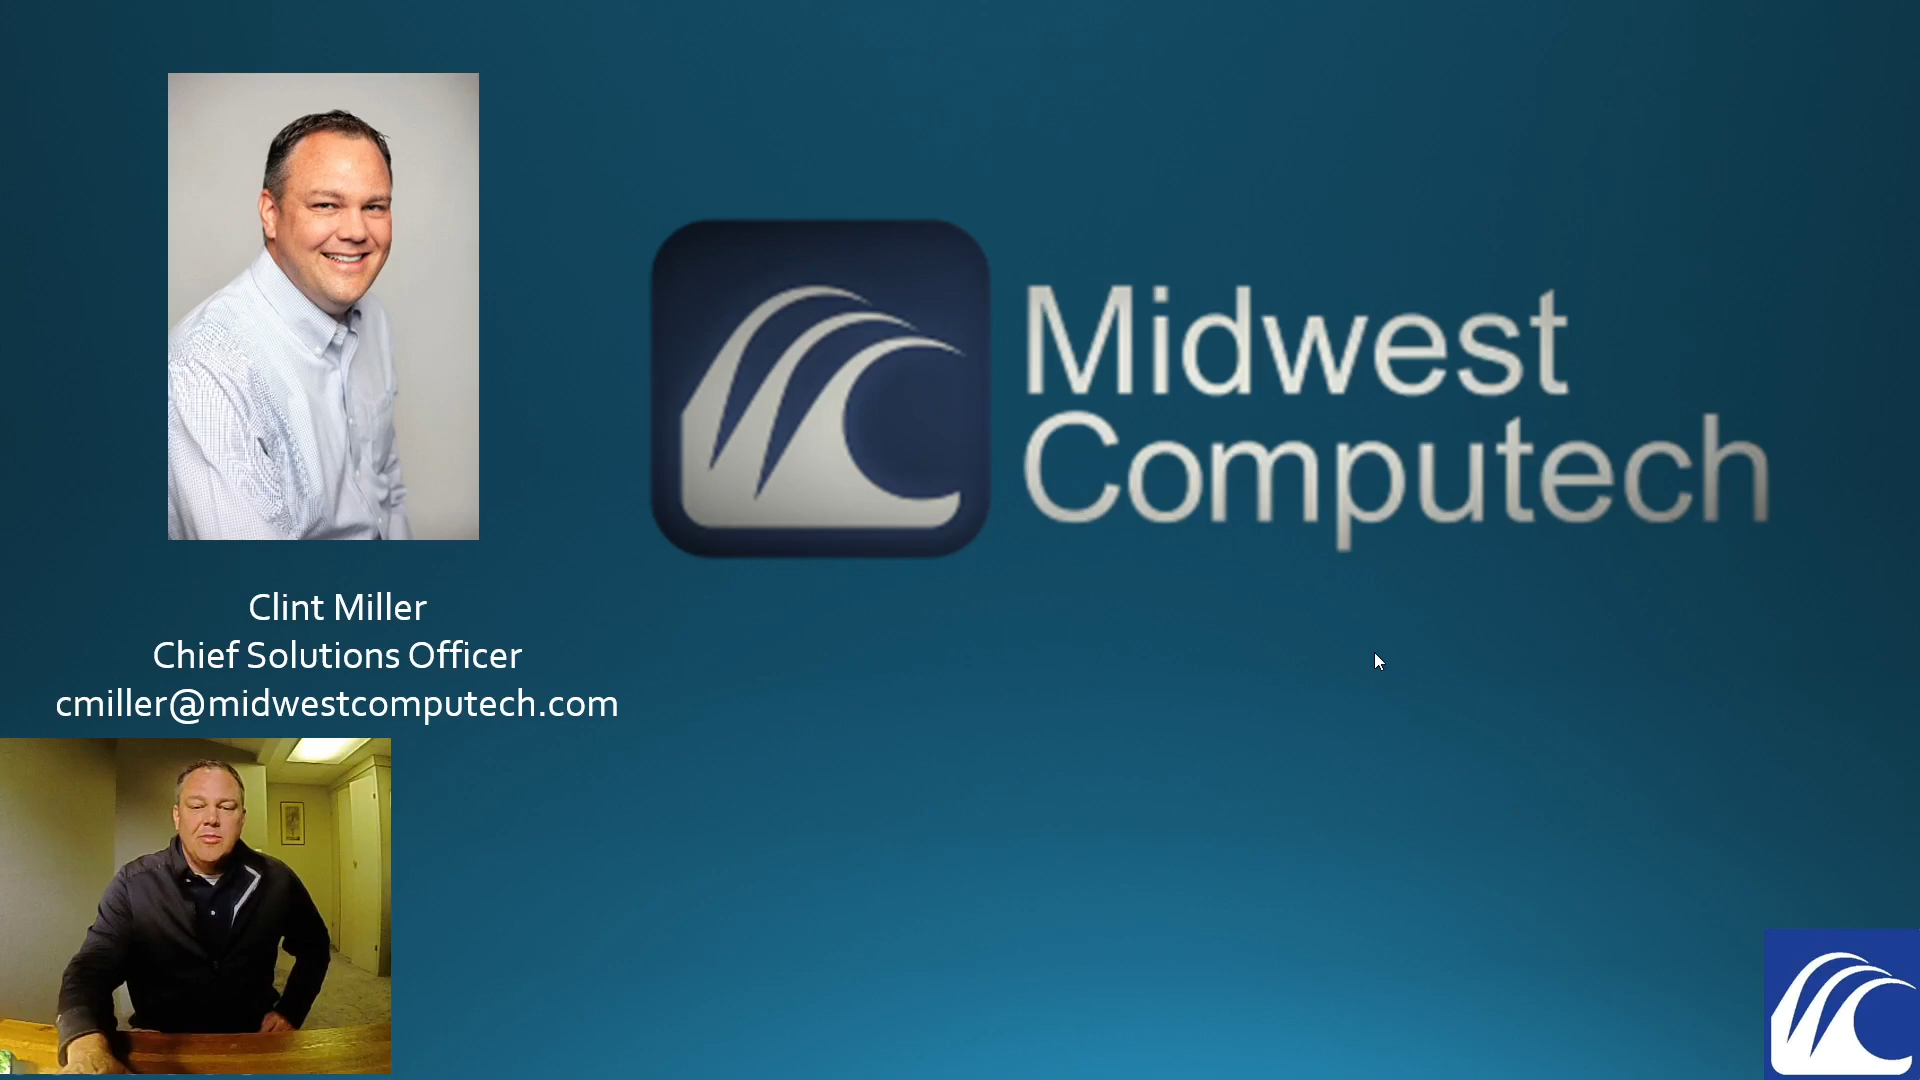 Midwest
Computech
Clint Miller
Chief Solutions Officer
cmiller@midwestcomputech.com